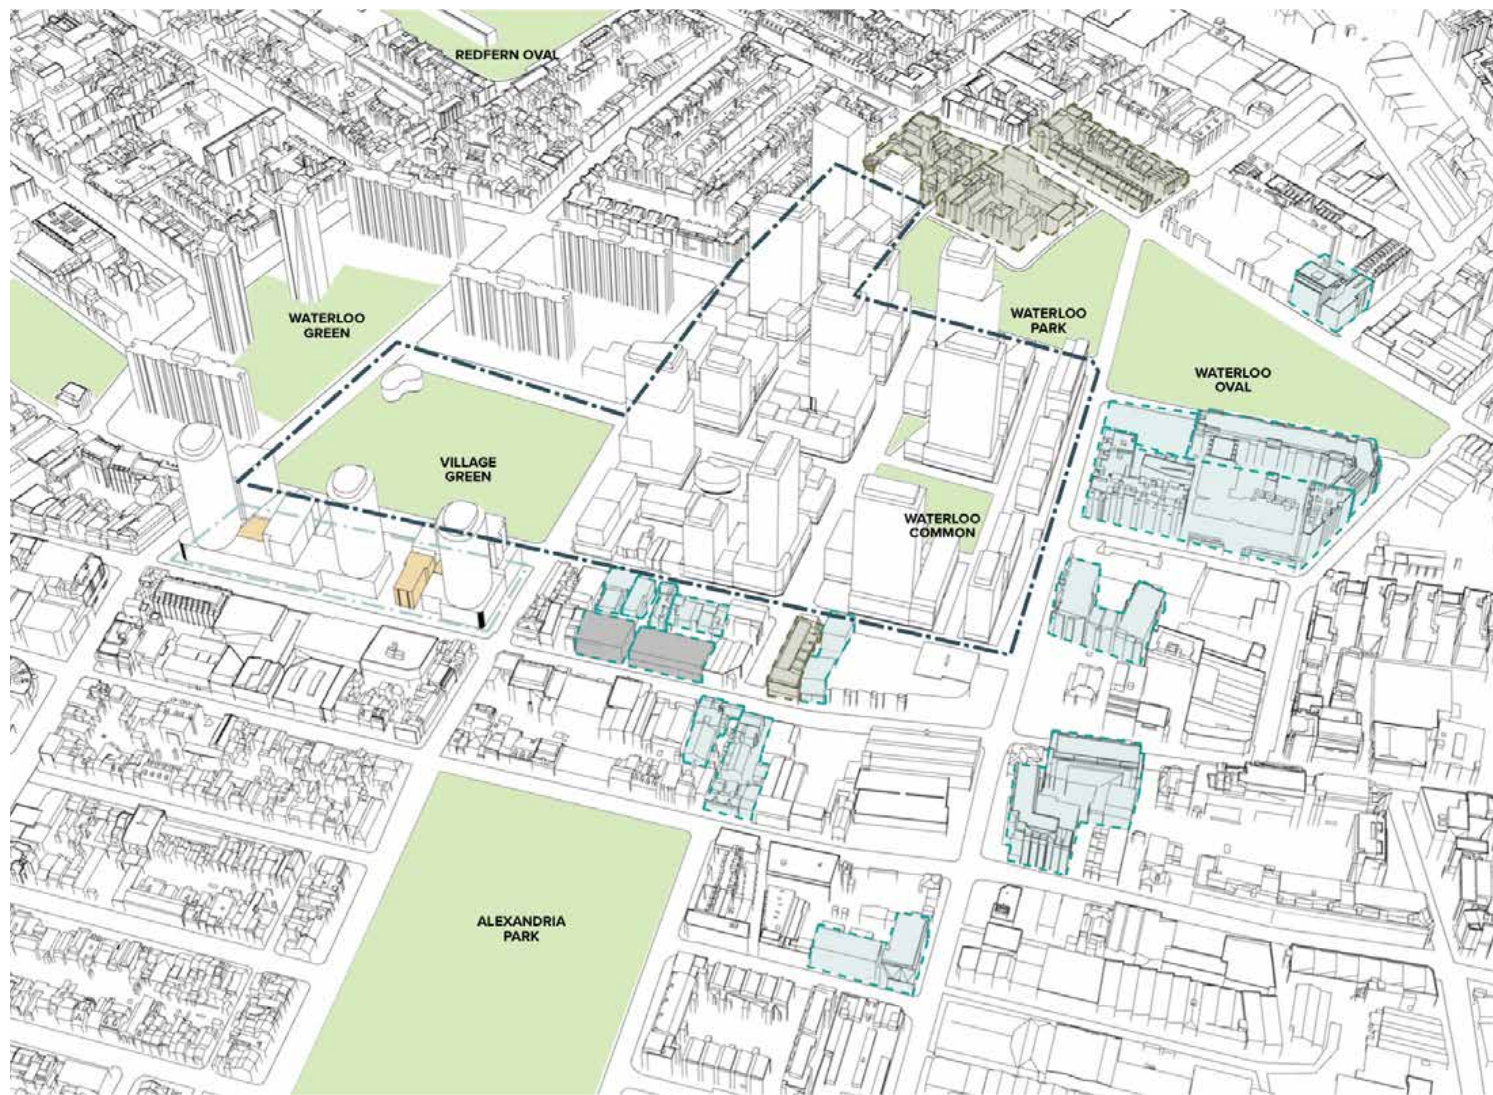 REDFERN OVAL
WATERLOO
GREEN
WATERLOO
PARK
WATERLOO
OVAL
VILLAGE
GREEN
WATERLOO
COMMON
ALEXANDRIA
PARK